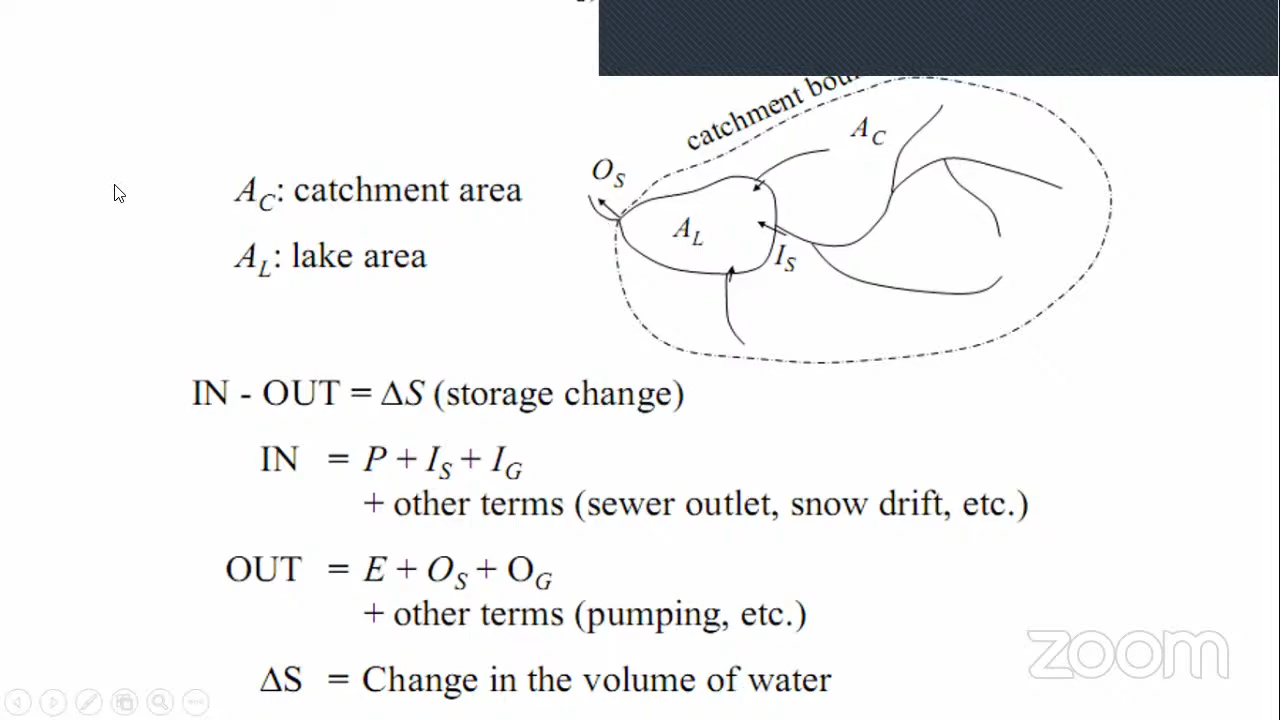 catchment
A_C
O_S
A_C: catchment area
A_L
A_L: lake area
I_S
IN - OUT = ΔS (storage change)
IN = P + I_S + I_G
+ other terms (sewer outlet, snow drift, etc.)
OUT = E + O_S + O_G
+ other terms (pumping, etc.)
ΔS = Change in the volume of water
zoom